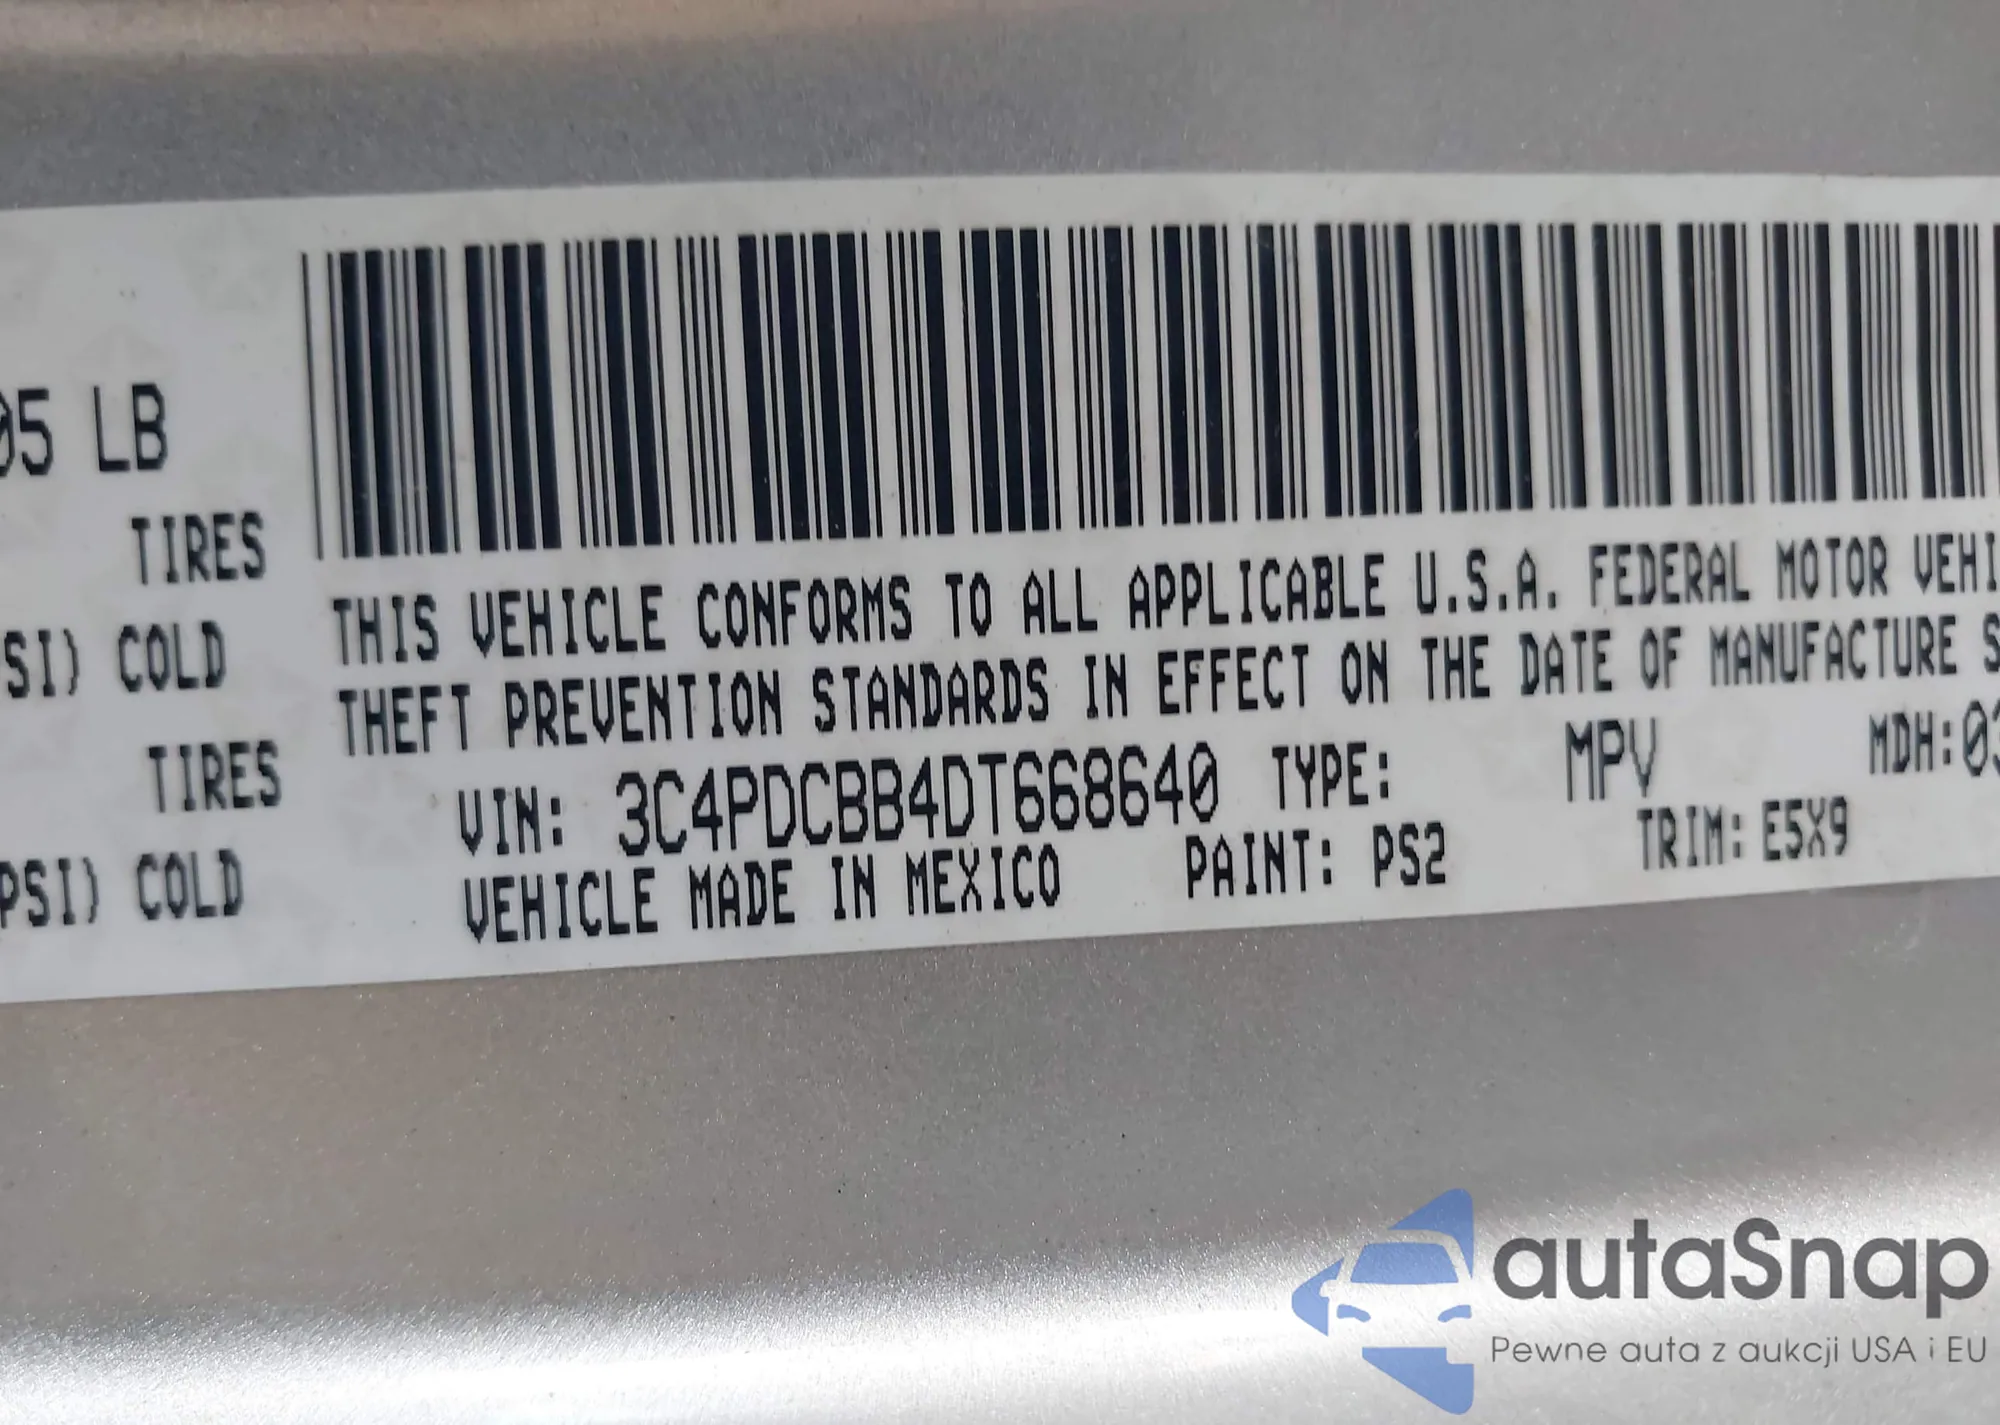 05 LB
TIRES
SI) COLD
TIRES
PSI) COLD
THIS VEHICLE CONFORMS TO ALL APPLICABLE U.S.A. FEDERAL MOTOR VEHI
THEFT PREVENTION STANDARDS IN EFFECT ON THE DATE OF MANUFACTURE S
VIN: 3C4PDCBB4DT668640 TYPE: MPV MDH:03
VEHICLE MADE IN MEXICO PAINT: PS2 TRIM: E5X9
autaSnap
Pewne auta z aukcji USA i EU